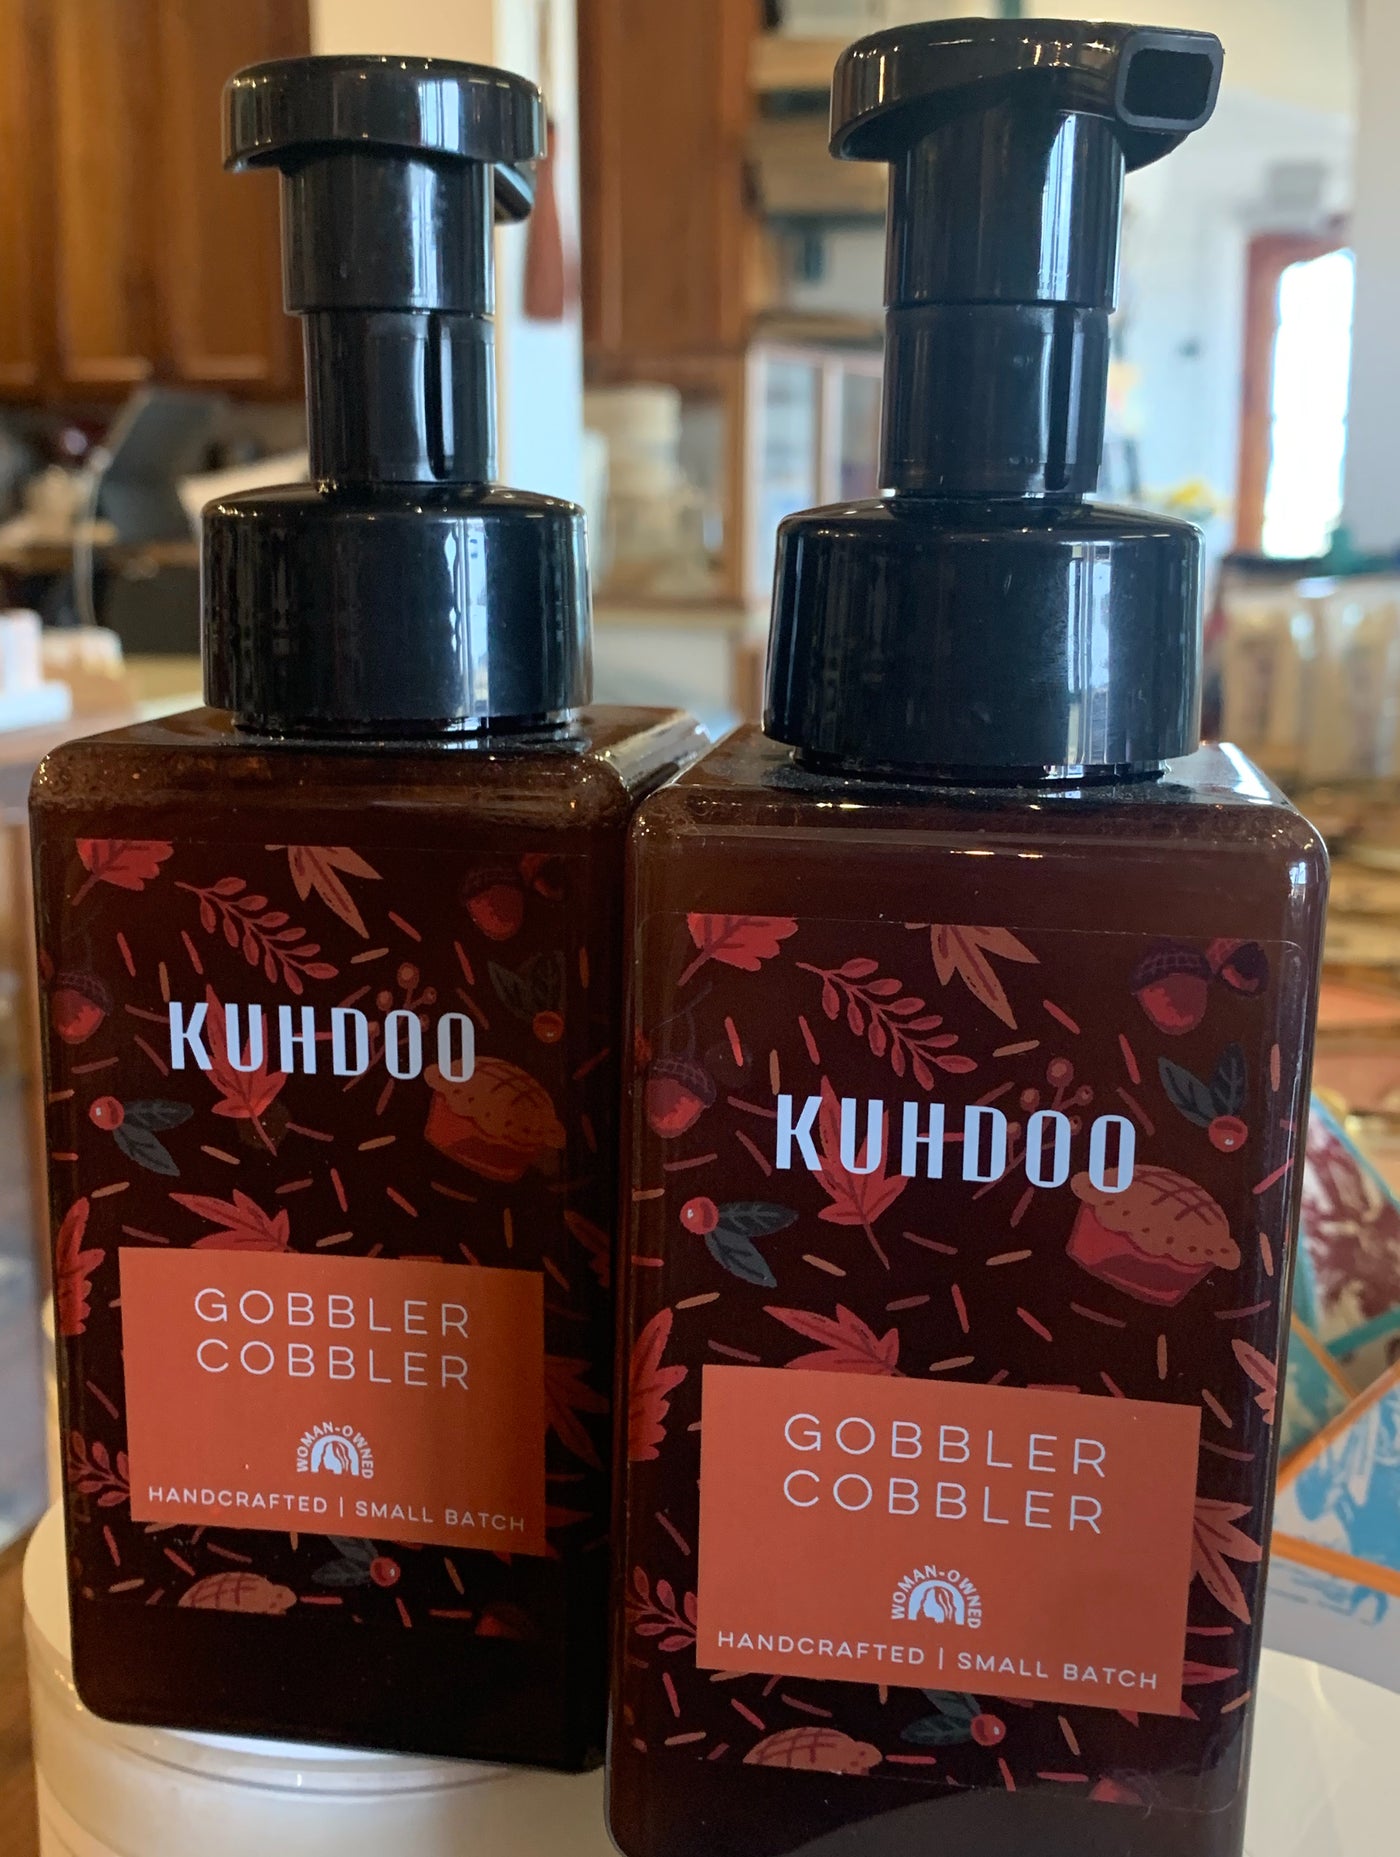 KUHDOO
GOBBLER
COBBLER
WOMAN-OWNED
HANDCRAFTED | SMALL BATCH
KUHDOO
GOBBLER
COBBLER
WOMAN-OWNED
HANDCRAFTED | SMALL BATCH